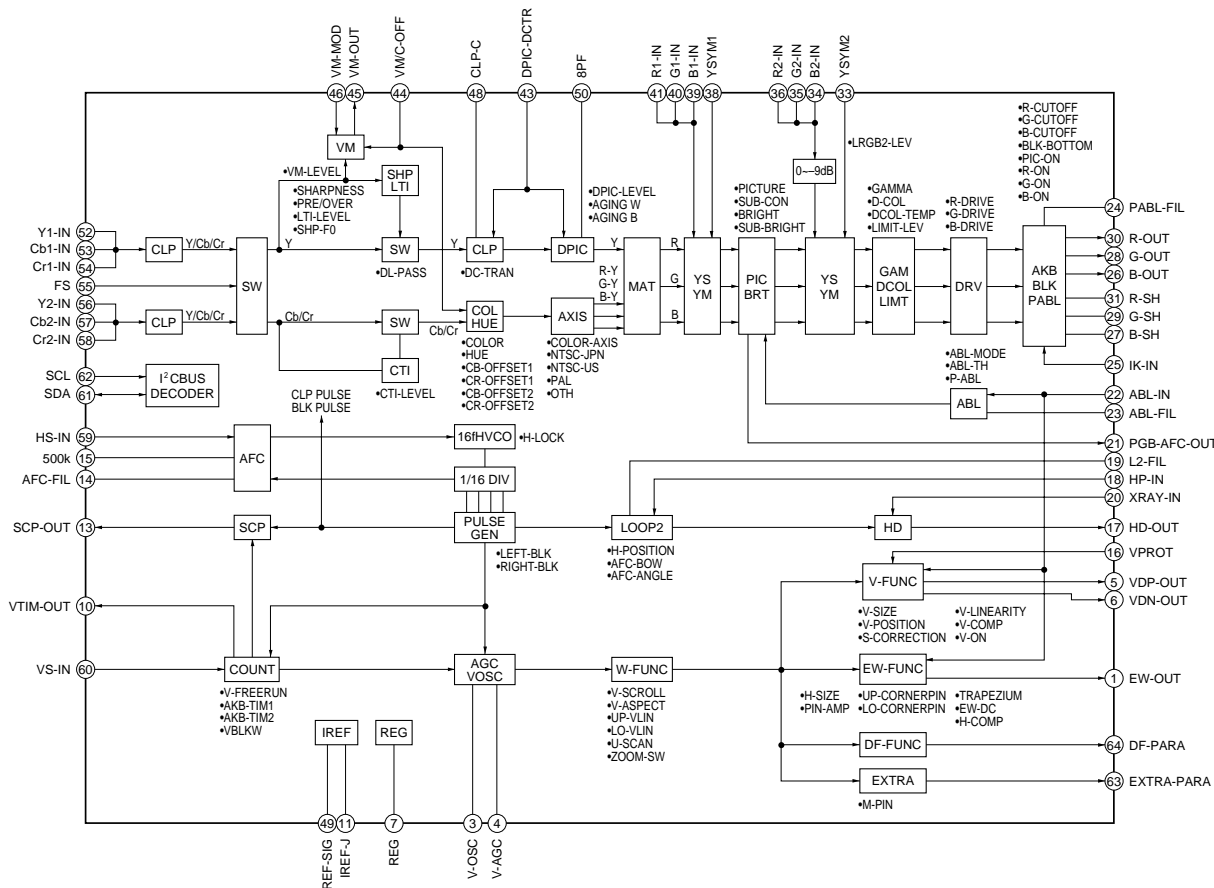 VM-MOD
VM-OUT
VM/C-OFF
CLP-C
DPIC-DCTR
8PF
R1-IN
G1-IN
B1-IN
YSYM1
R2-IN
G2-IN
B2-IN
YSYM2
46
45
44
48
43
50
41
40
39
38
36
35
34
33
•R-CUTOFF
•G-CUTOFF
•B-CUTOFF
•BLK-BOTTOM
•PIC-ON
•R-ON
•G-ON
•B-ON
VM
•VM-LEVEL
SHP
LTI
•SHARPNESS
•PRE/OVER
•LTI-LEVEL
•SHP-F0
•LRGB2-LEV
0~–9dB
•DPIC-LEVEL
•AGING W
•AGING B
•PICTURE
•SUB-CON
•BRIGHT
•SUB-BRIGHT
•GAMMA
•D-COL
•DCOL-TEMP
•LIMIT-LEV
•R-DRIVE
•G-DRIVE
•B-DRIVE
Y1-IN 52
Cb1-IN 53
Cr1-IN 54
FS 55
Y2-IN 56
Cb2-IN 57
Cr2-IN 58
CLP
Y/Cb/Cr
CLP
Y/Cb/Cr
SW
Y
SW
•DL-PASS
Y
CLP
•DC-TRAN
DPIC
Y
R-Y
G-Y
B-Y
MAT
R
G
B
YS
YM
PIC
BRT
YS
YM
GAM
DCOL
LIMT
DRV
AKB
BLK
PABL
24 PABL-FIL
30 R-OUT
28 G-OUT
26 B-OUT
31 R-SH
29 G-SH
27 B-SH
25 IK-IN
22 ABL-IN
23 ABL-FIL
21 PGB-AFC-OUT
19 L2-FIL
18 HP-IN
20 XRAY-IN
17 HD-OUT
16 VPROT
5 VDP-OUT
6 VDN-OUT
1 EW-OUT
64 DF-PARA
63 EXTRA-PARA
Cb/Cr
SW
Cb/Cr
CTI
•CTI-LEVEL
COL
HUE
•COLOR
•HUE
•CB-OFFSET1
•CR-OFFSET1
•CB-OFFSET2
•CR-OFFSET2
AXIS
•COLOR-AXIS
•NTSC-JPN
•NTSC-US
•PAL
•OTH
•ABL-MODE
•ABL-TH
•P-ABL
ABL
SCL 62
SDA 61
I²CBUS
DECODER
CLP PULSE
BLK PULSE
HS-IN 59
500k 15
AFC-FIL 14
AFC
16fHVCO
•H-LOCK
1/16 DIV
SCP-OUT 13
SCP
PULSE
GEN
•LEFT-BLK
•RIGHT-BLK
LOOP2
•H-POSITION
•AFC-BOW
•AFC-ANGLE
HD
V-FUNC
•V-SIZE
•V-POSITION
•S-CORRECTION
•V-LINEARITY
•V-COMP
•V-ON
VTIM-OUT 10
VS-IN 60
COUNT
•V-FREERUN
•AKB-TIM1
•AKB-TIM2
•VBLKW
AGC
VOSC
W-FUNC
•V-SCROLL
•V-ASPECT
•UP-VLIN
•LO-VLIN
•U-SCAN
•ZOOM-SW
EW-FUNC
•H-SIZE
•PIN-AMP
•UP-CORNERPIN
•LO-CORNERPIN
•TRAPEZIUM
•EW-DC
•H-COMP
DF-FUNC
EXTRA
•M-PIN
IREF
REG
49
11
7
3
4
REF-SIG
IREF-J
REG
V-OSC
V-AGC